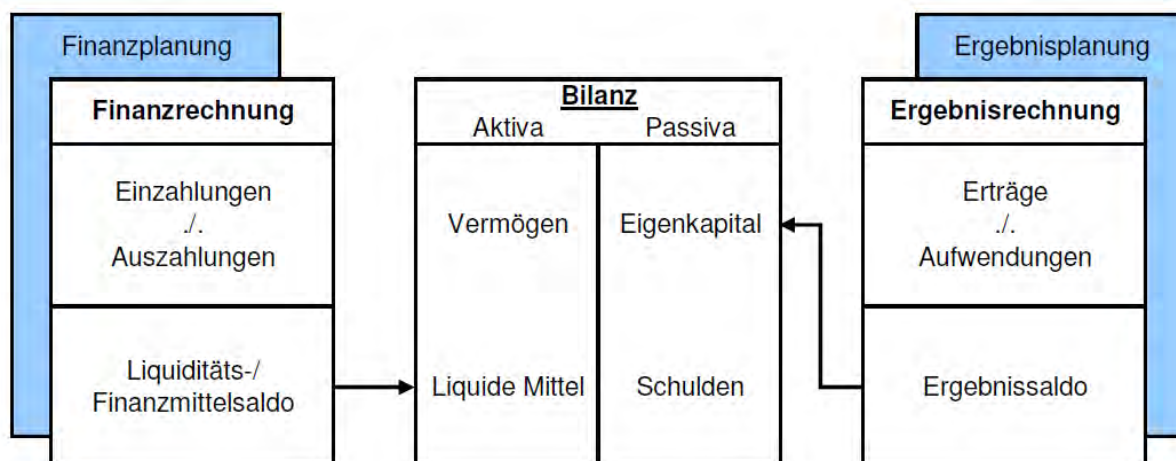 Finanzplanung
Finanzrechnung
Einzahlungen
./.
Auszahlungen
Liquiditäts-/
Finanzmittelsaldo
Bilanz
Aktiva
Passiva
Vermögen
Eigenkapital
Liquide Mittel
Schulden
Ergebnisplanung
Ergebnisrechnung
Erträge
./.
Aufwendungen
Ergebnissaldo